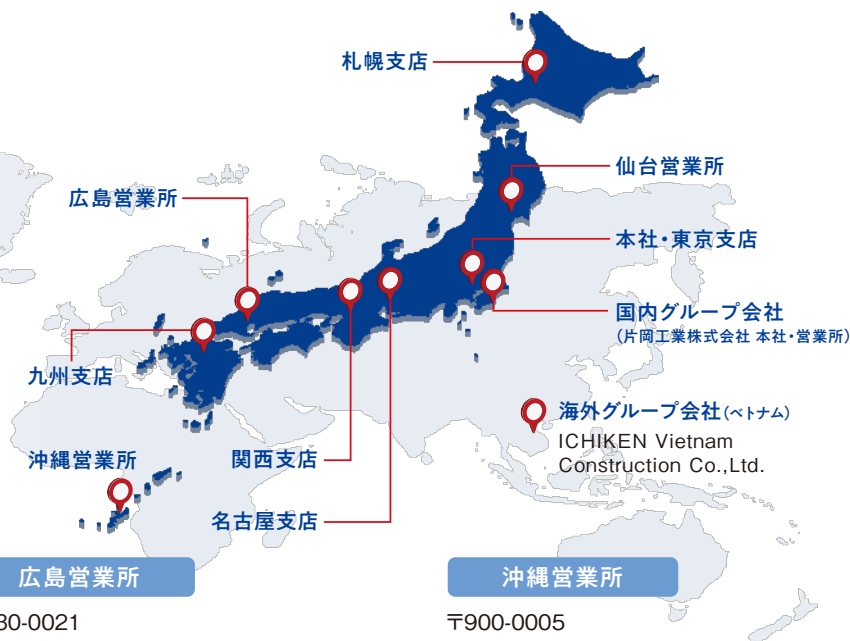 札幌支店
仙台営業所
広島営業所
本社・東京支店
国内グループ会社
(片岡工業株式会社 本社・営業所)
九州支店
海外グループ会社(ベトナム)
ICHIKEN Vietnam
Construction Co.,Ltd.
沖縄営業所
関西支店
名古屋支店
広島営業所
沖縄営業所
30-0021
〒900-0005